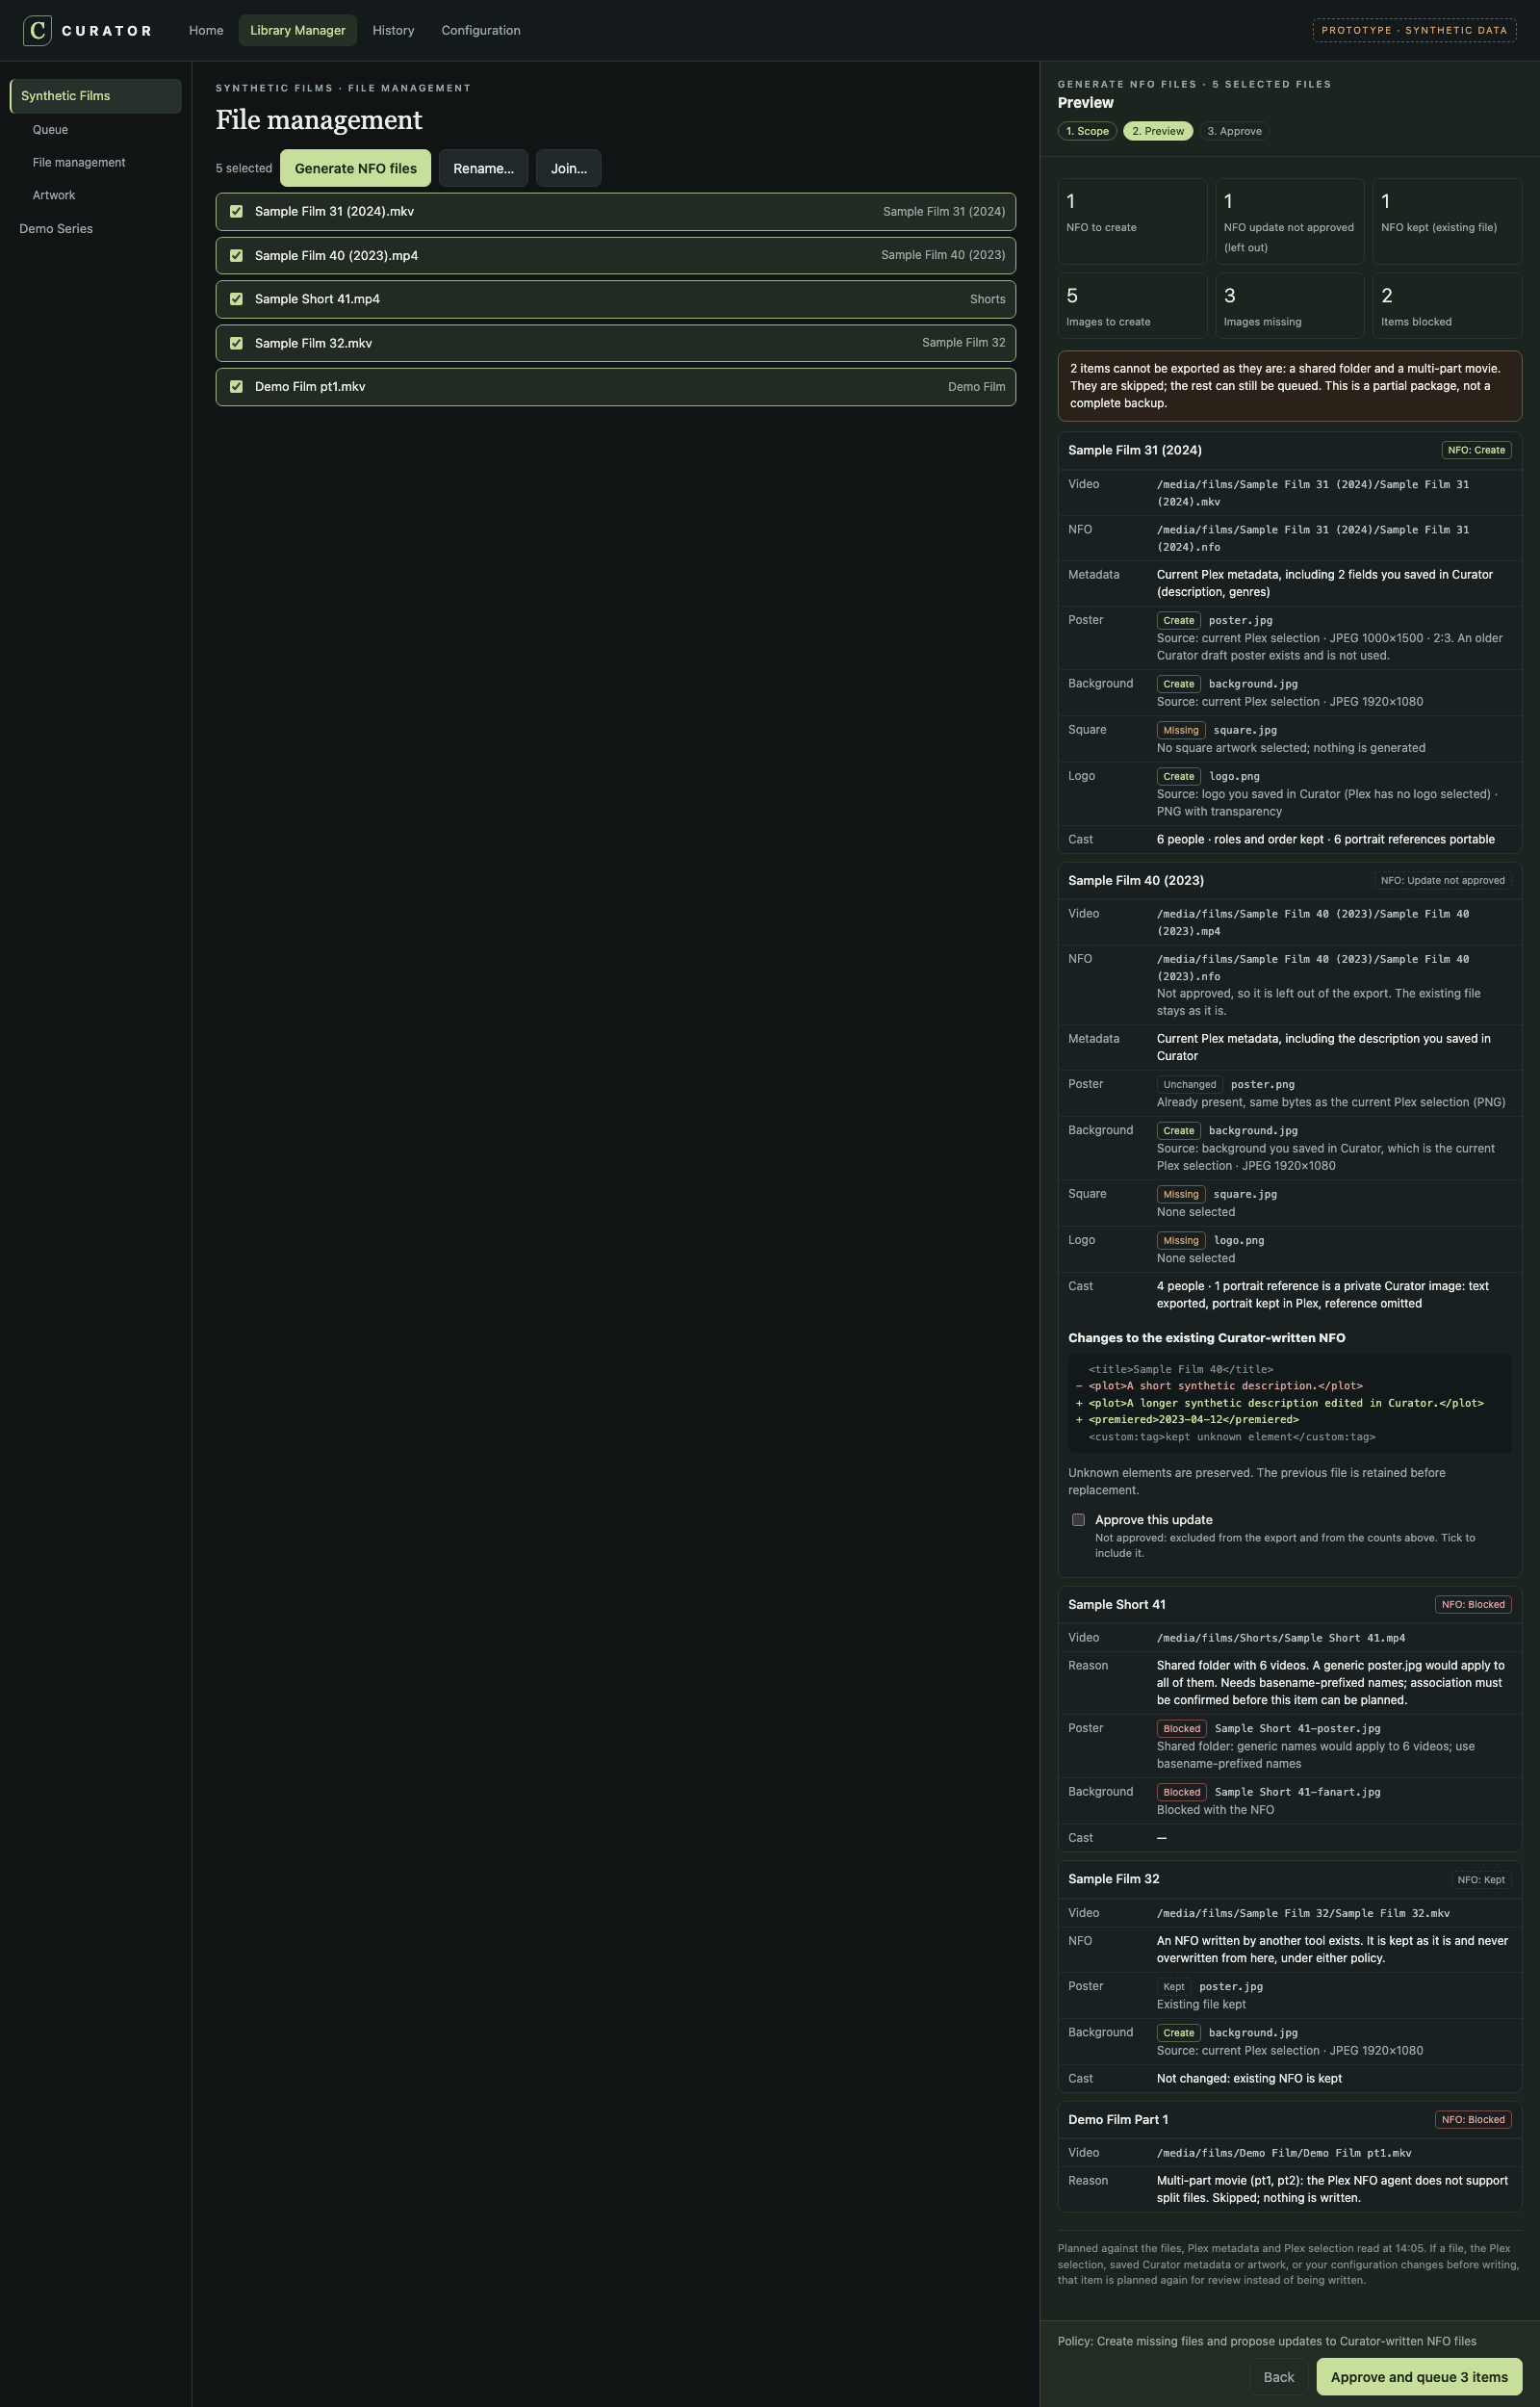 C CURATOR
Home
Library Manager
History
Configuration
PROTOTYPE · SYNTHETIC DATA
Synthetic Films
Queue
File management
Artwork
Demo Series
SYNTHETIC FILMS · FILE MANAGEMENT
File management
5 selected
Generate NFO files
Rename...
Join...
Sample Film 31 (2024).mkv
Sample Film 31 (2024)
Sample Film 40 (2023).mp4
Sample Film 40 (2023)
Sample Short 41.mp4
Shorts
Sample Film 32.mkv
Sample Film 32
Demo Film pt1.mkv
Demo Film
GENERATE NFO FILES · 5 SELECTED FILES
Preview
1. Scope
2. Preview
3. Approve
1
NFO to create
1
NFO update not approved
(left out)
1
NFO kept (existing file)
5
Images to create
3
Images missing
2
Items blocked
2 items cannot be exported as they are: a shared folder and a multi-part movie.
They are skipped; the rest can still be queued. This is a partial package, not a
complete backup.
Sample Film 31 (2024)
NFO: Create
Video
/media/films/Sample Film 31 (2024)/Sample Film 31
(2024).mkv
NFO
/media/films/Sample Film 31 (2024)/Sample Film 31
(2024).nfo
Metadata
Current Plex metadata, including 2 fields you saved in Curator
(description, genres)
Poster
Create poster.jpg
Source: current Plex selection · JPEG 1000×1500 · 2:3. An older
Curator draft poster exists and is not used.
Background
Create background.jpg
Source: current Plex selection · JPEG 1920×1080
Square
Missing square.jpg
No square artwork selected; nothing is generated
Logo
Create logo.png
Source: logo you saved in Curator (Plex has no logo selected) ·
PNG with transparency
Cast
6 people · roles and order kept · 6 portrait references portable
Sample Film 40 (2023)
NFO: Update not approved
Video
/media/films/Sample Film 40 (2023)/Sample Film 40
(2023).mp4
NFO
/media/films/Sample Film 40 (2023)/Sample Film 40
(2023).nfo
Not approved, so it is left out of the export. The existing file
stays as it is.
Metadata
Current Plex metadata, including the description you saved in
Curator
Poster
Unchanged poster.png
Already present, same bytes as the current Plex selection (PNG)
Background
Create background.jpg
Source: background you saved in Curator, which is the current
Plex selection · JPEG 1920×1080
Square
Missing square.jpg
None selected
Logo
Missing logo.png
None selected
Cast
4 people · 1 portrait reference is a private Curator image: text
exported, portrait kept in Plex, reference omitted
Changes to the existing Curator-written NFO
<title>Sample Film 40</title>
− <plot>A short synthetic description.</plot>
+ <plot>A longer synthetic description edited in Curator.</plot>
+ <premiered>2023-04-12</premiered>
<custom:tag>kept unknown element</custom:tag>
Unknown elements are preserved. The previous file is retained before
replacement.
Approve this update
Not approved: excluded from the export and from the counts above. Tick to
include it.
Sample Short 41
NFO: Blocked
Video
/media/films/Shorts/Sample Short 41.mp4
Reason
Shared folder with 6 videos. A generic poster.jpg would apply to
all of them. Needs basename-prefixed names; association must
be confirmed before this item can be planned.
Poster
Blocked Sample Short 41-poster.jpg
Shared folder: generic names would apply to 6 videos; use
basename-prefixed names
Background
Blocked Sample Short 41-fanart.jpg
Blocked with the NFO
Cast
—
Sample Film 32
NFO: Kept
Video
/media/films/Sample Film 32/Sample Film 32.mkv
NFO
An NFO written by another tool exists. It is kept as it is and never
overwritten from here, under either policy.
Poster
Kept poster.jpg
Existing file kept
Background
Create background.jpg
Source: current Plex selection · JPEG 1920×1080
Cast
Not changed: existing NFO is kept
Demo Film Part 1
NFO: Blocked
Video
/media/films/Demo Film/Demo Film pt1.mkv
Reason
Multi-part movie (pt1, pt2): the Plex NFO agent does not support
split files. Skipped; nothing is written.
Planned against the files, Plex metadata and Plex selection read at 14:05. If a file, the Plex
selection, saved Curator metadata or artwork, or your configuration changes before writing,
that item is planned again for review instead of being written.
Policy: Create missing files and propose updates to Curator-written NFO files
Back
Approve and queue 3 items